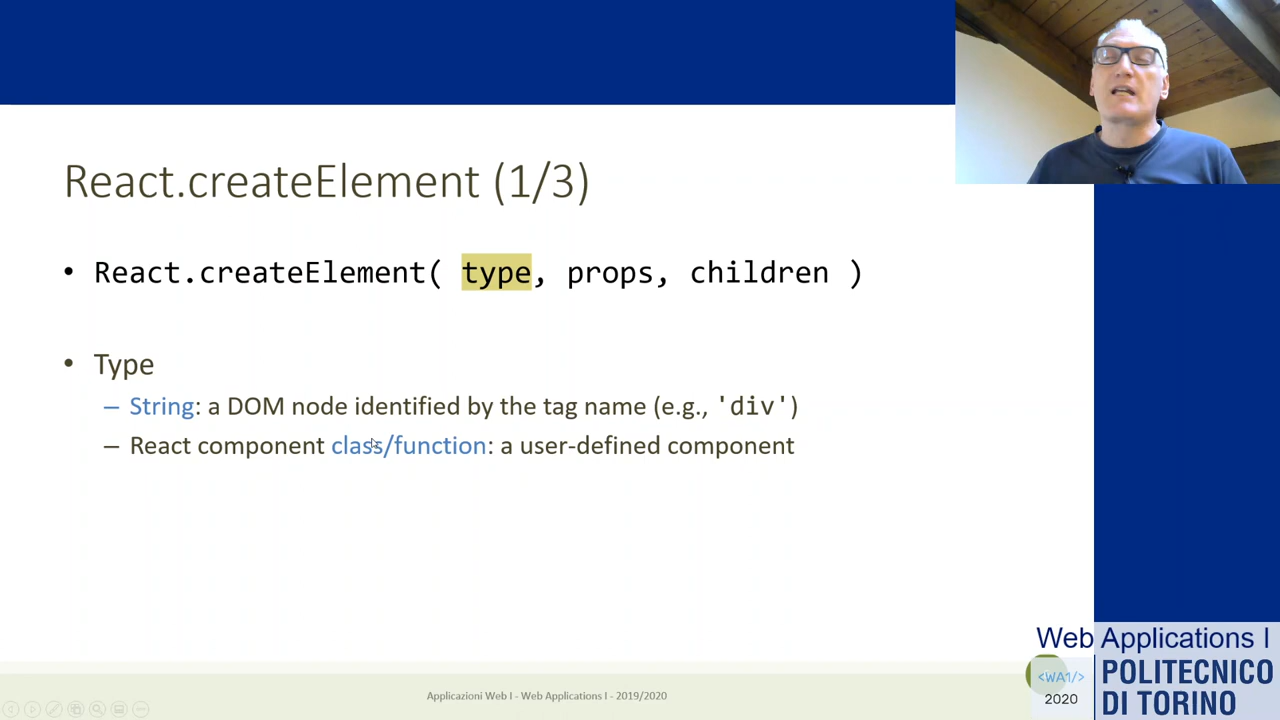 React.createElement (1/3)
• React.createElement( type, props, children )
• Type
– String: a DOM node identified by the tag name (e.g., 'div')
– React component class/function: a user-defined component
Applicazioni Web I - Web Applications I - 2019/2020
Web Applications I
<WA1/>
2020
POLITECNICO
DI TORINO